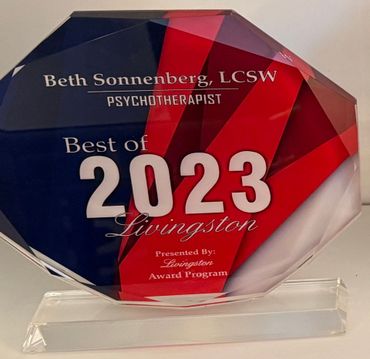 Beth Sonnenberg, LCSW
PSYCHOTHERAPIST
Best of
2023
Livingston
Presented By:
Livingston
Award Program